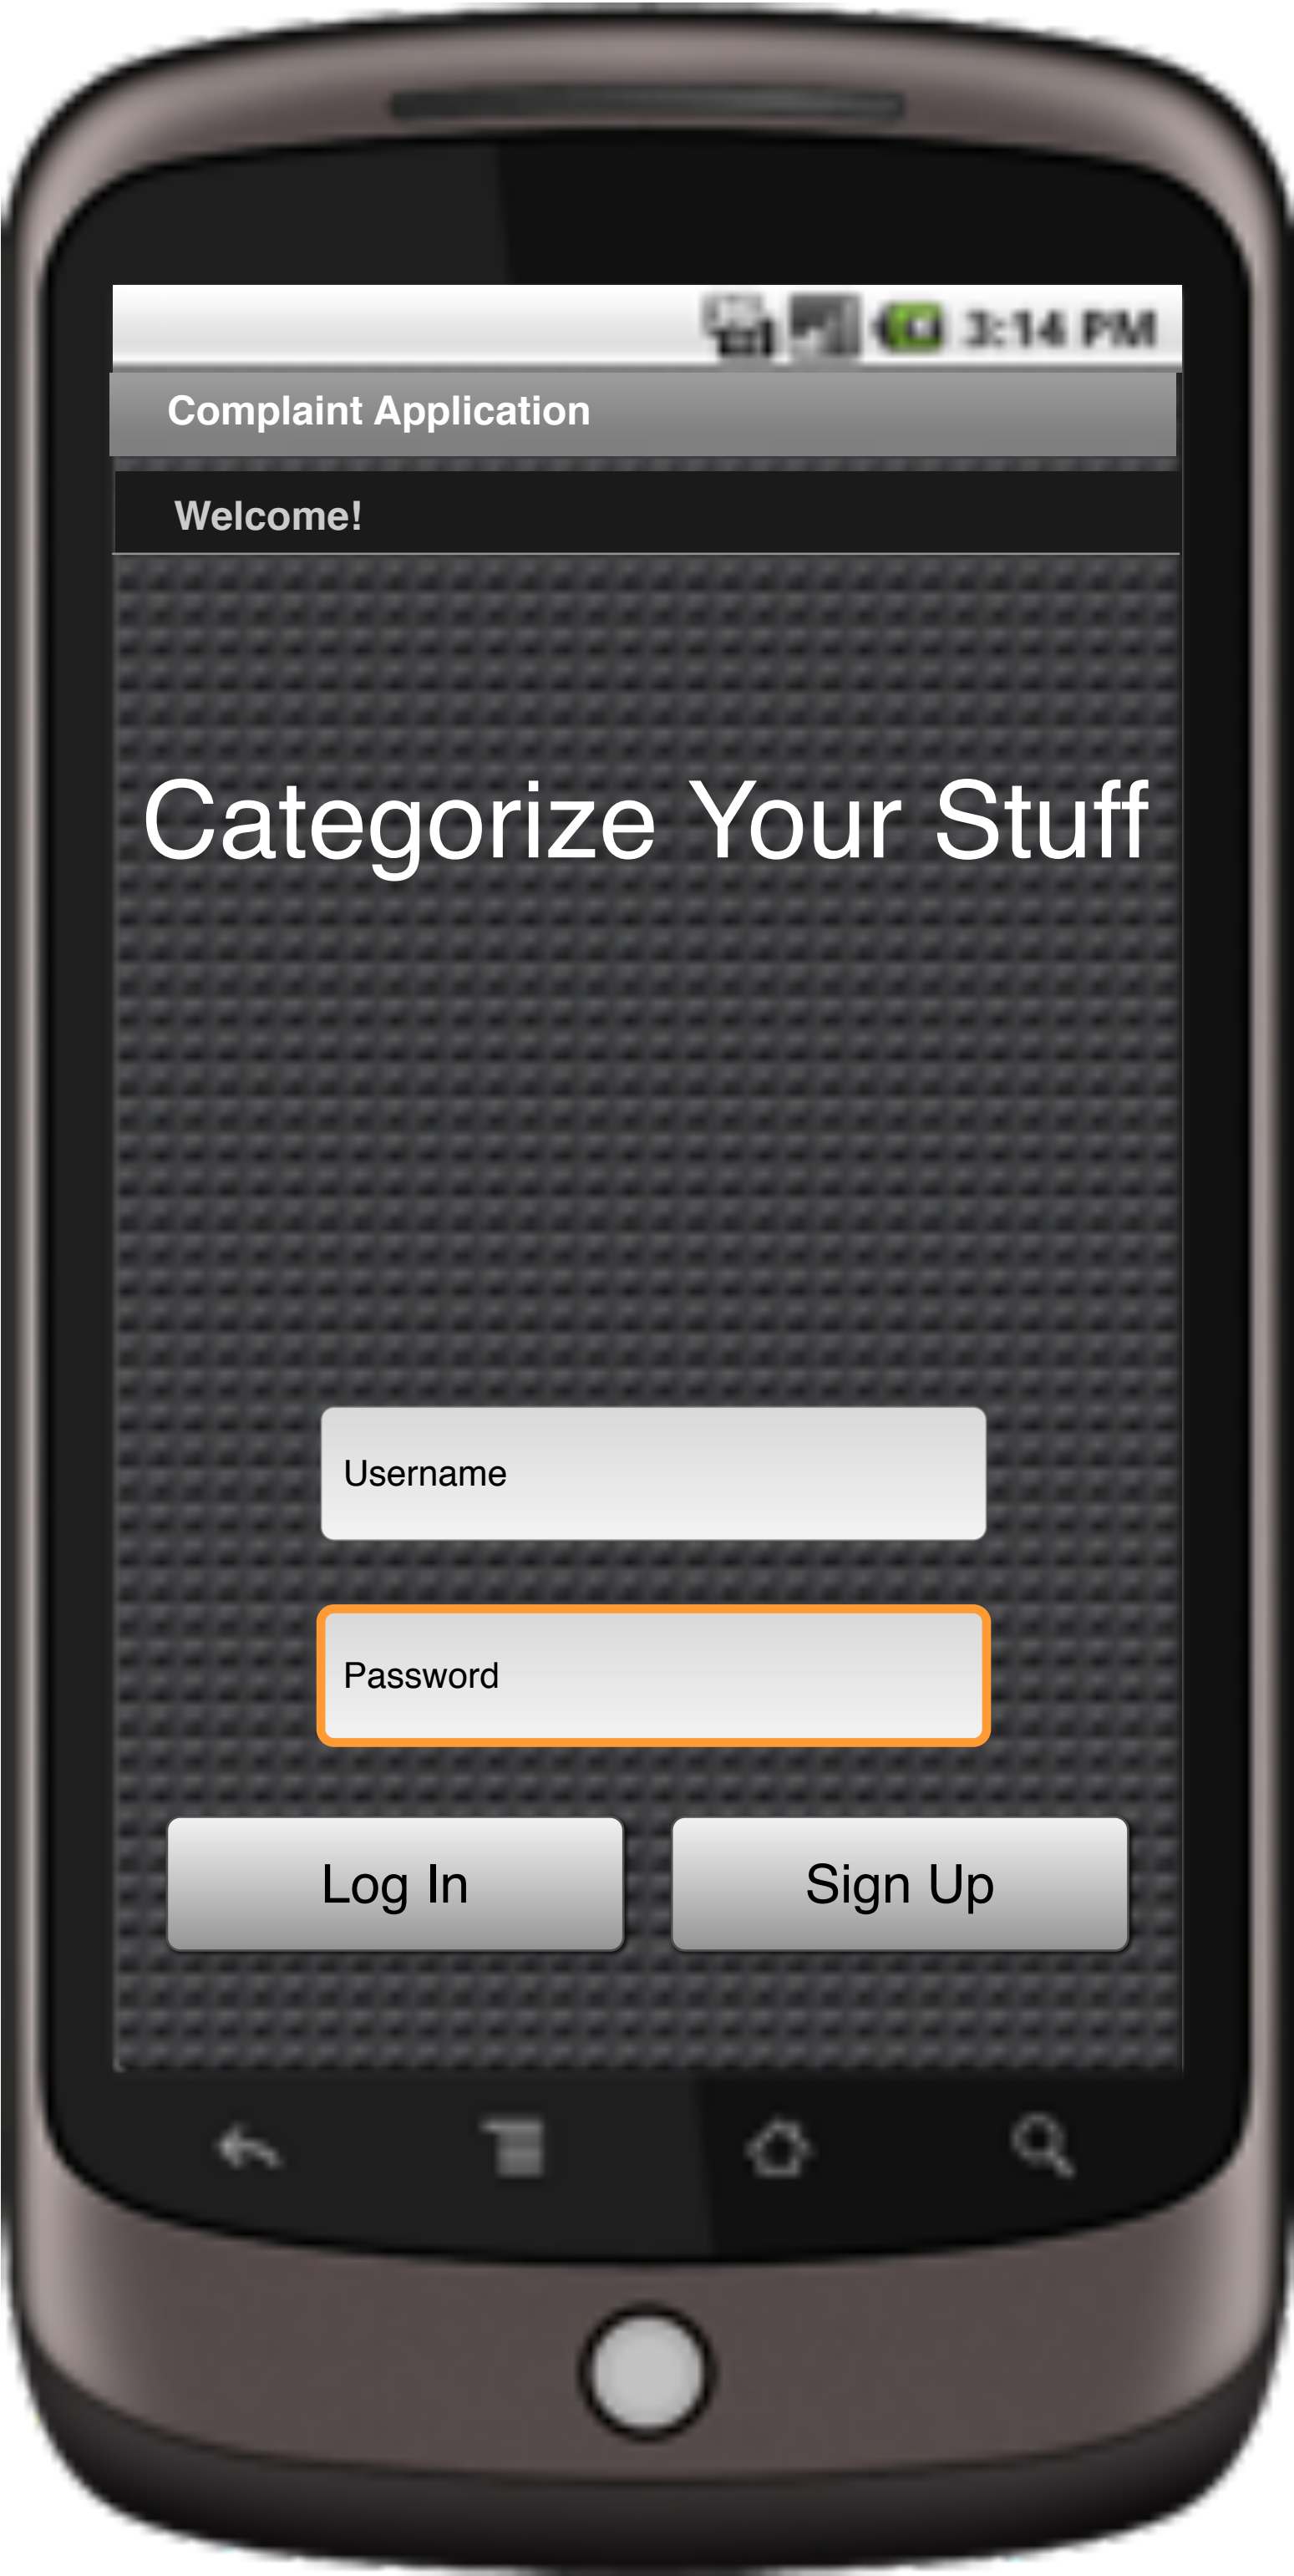 3:14 PM
Complaint Application
Welcome!
Categorize Your Stuff
Username
Password
Log In
Sign Up